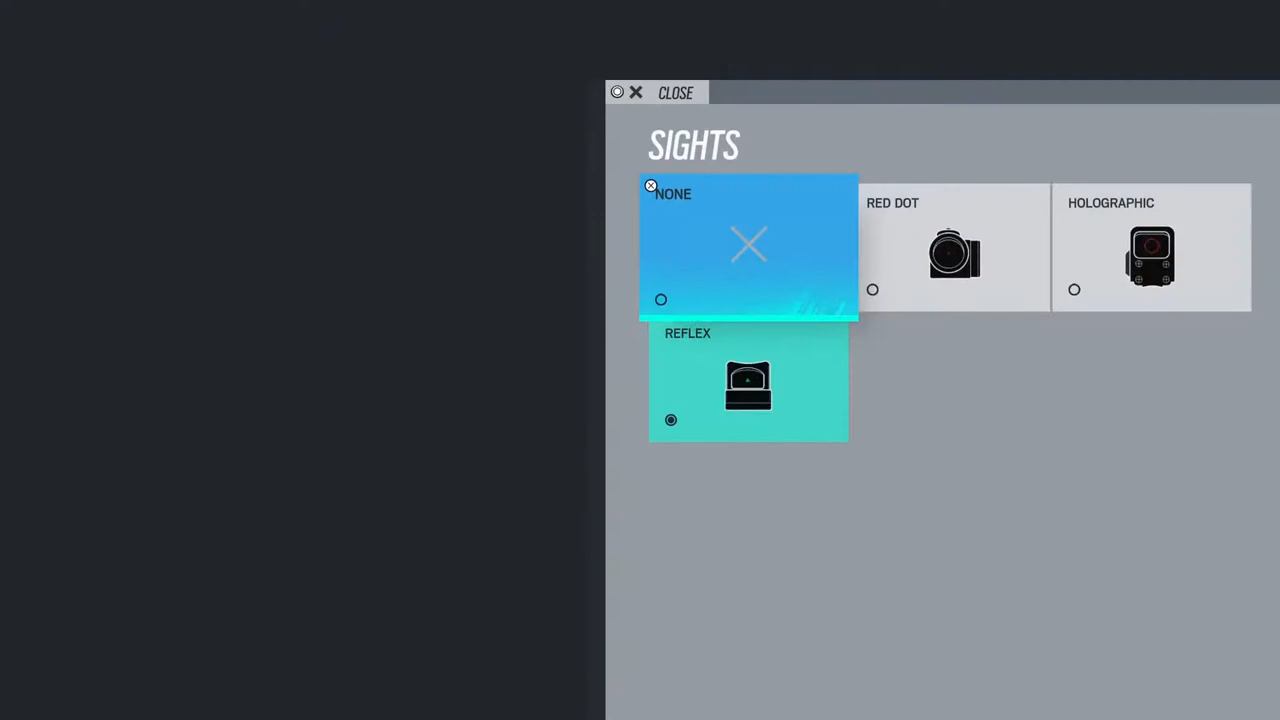 CLOSE
SIGHTS
NONE
RED DOT
HOLOGRAPHIC
REFLEX